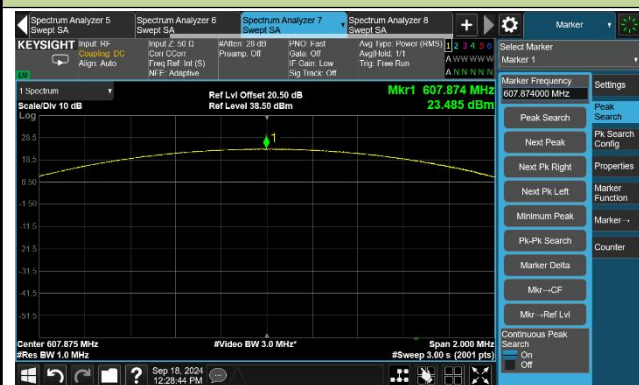 Spectrum Analyzer 5
Swept SA
Spectrum Analyzer 6
Swept SA
Spectrum Analyzer 7
Swept SA
Spectrum Analyzer 8
Swept SA
+
Marker
KEYSIGHT
Input: RF
Coupling: DC
Align: Auto
Input Z: 50 Ω
Corr CCorr
Freq Ref: Int (S)
NFE: Adaptive
#Atten: 28 dB
Preamp: Off
PNO: Fast
Gate: Off
IF Gain: Low
Sig Track: Off
Avg Type: Power (RMS)
Avg|Hold: 1/1
Trig: Free Run
1 2 3 4 5 6
A W W W W W
A N N N N N
Select Marker
Marker 1
1 Spectrum
Scale/Div 10 dB
Log
Ref Lvl Offset 20.50 dB
Ref Level 38.50 dBm
Mkr1 607.874 MHz
23.485 dBm
1
28.5
18.5
8.50
-1.50
-11.5
-21.5
-31.5
-41.5
-51.5
Center 607.875 MHz
#Res BW 1.0 MHz
#Video BW 3.0 MHz*
Span 2.000 MHz
#Sweep 3.00 s (2001 pts)
Marker Frequency
607.874000 MHz
Peak Search
Next Peak
Next Pk Right
Next Pk Left
Minimum Peak
Pk-Pk Search
Marker Delta
Mkr→CF
Mkr→Ref Lvl
Continuous Peak
Search
On
Off
Settings
Peak
Search
Pk Search
Config
Properties
Marker
Function
Marker→
Counter
?
Sep 18, 2024
12:28:44 PM